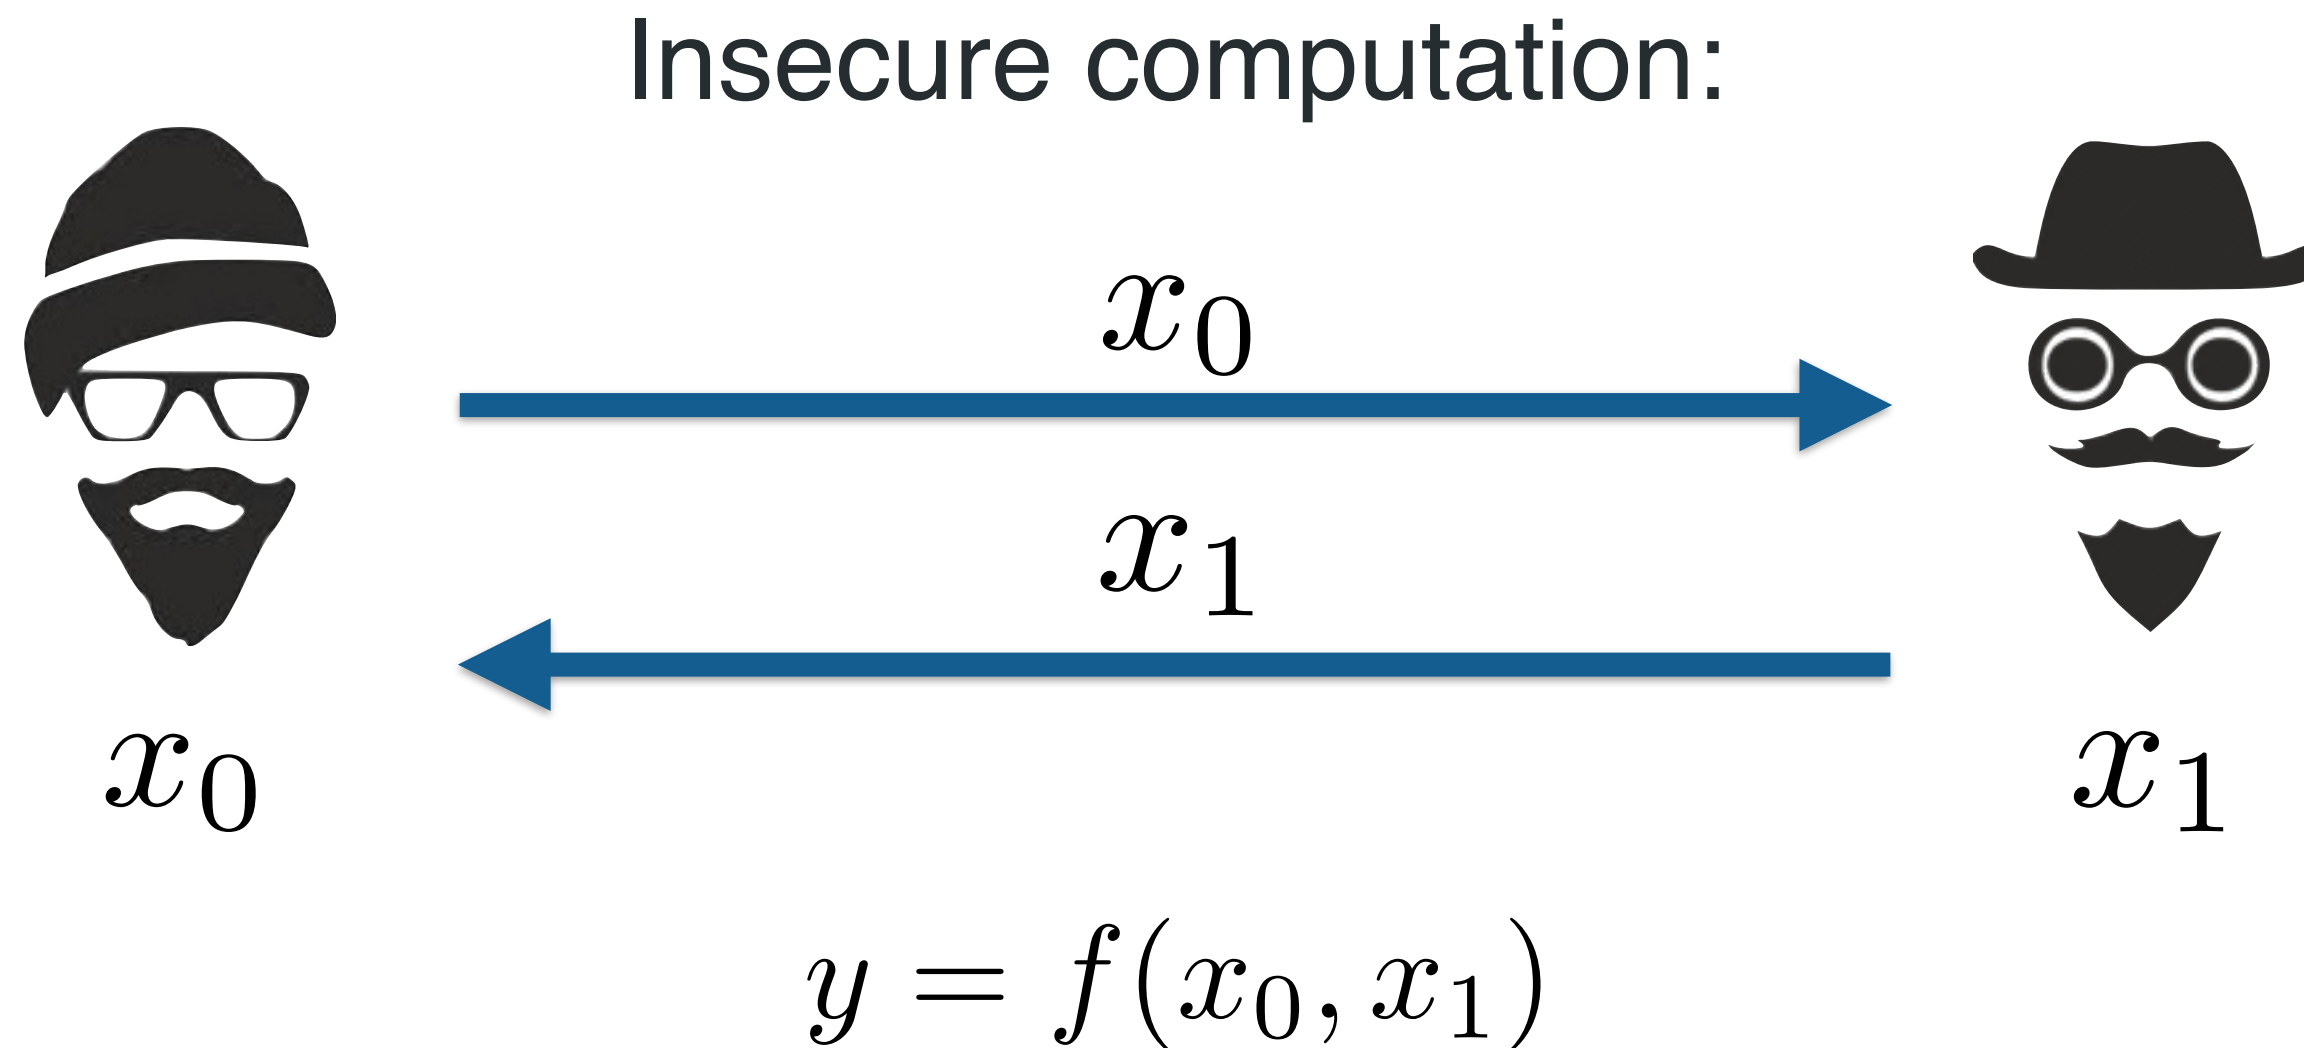 Insecure computation:
x₀
x₁
x₀ x₁
y = f(x₀, x₁)